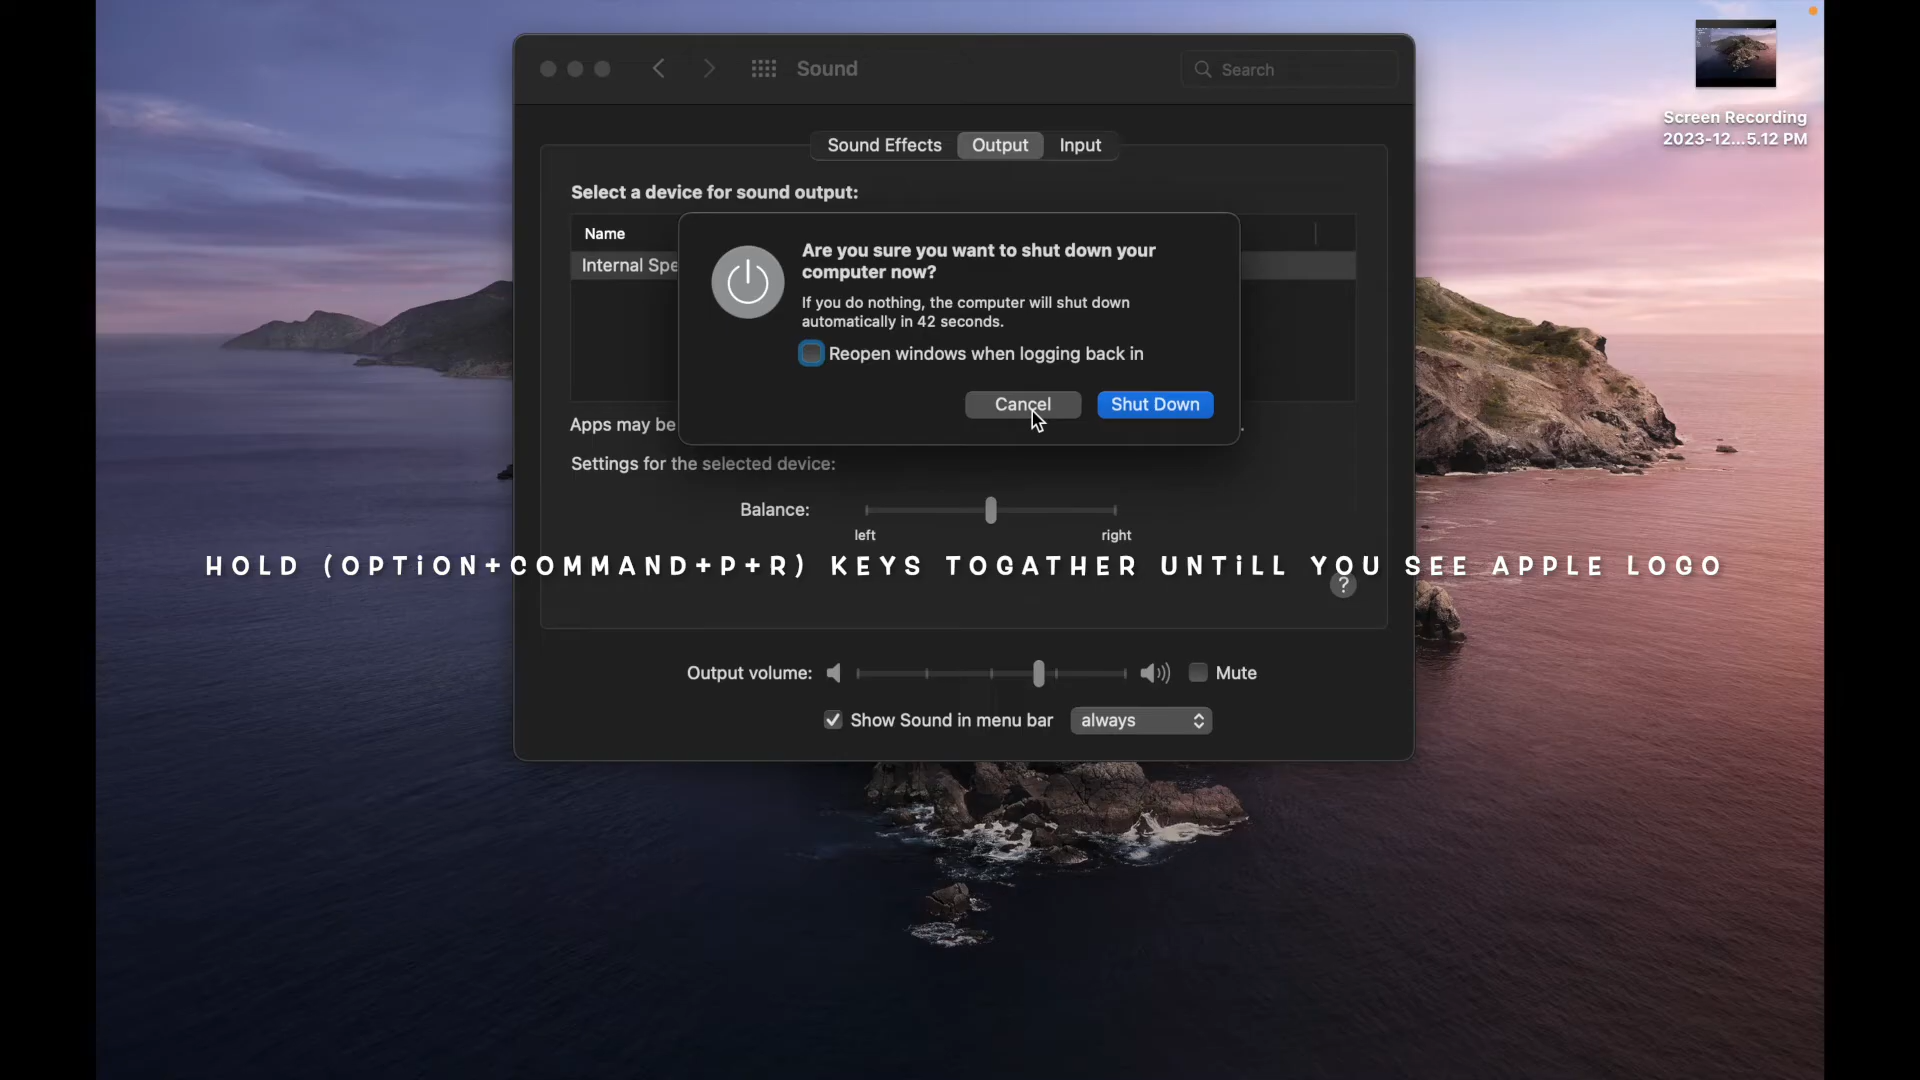 Sound
Search
Screen Recording
2023-12...5.12 PM
Sound Effects
Output
Input
Select a device for sound output:
Name
Internal Spe
Are you sure you want to shut down your
computer now?
If you do nothing, the computer will shut down
automatically in 42 seconds.
Reopen windows when logging back in
Cancel
Shut Down
Apps may be
Settings for the selected device:
Balance:
left
right
HOLD (OPTiON+COMMAND+P+R) KEYS TOGATHER UNTiLL YOU SEE APPLE LOGO
?
Output volume:
Mute
Show Sound in menu bar
always